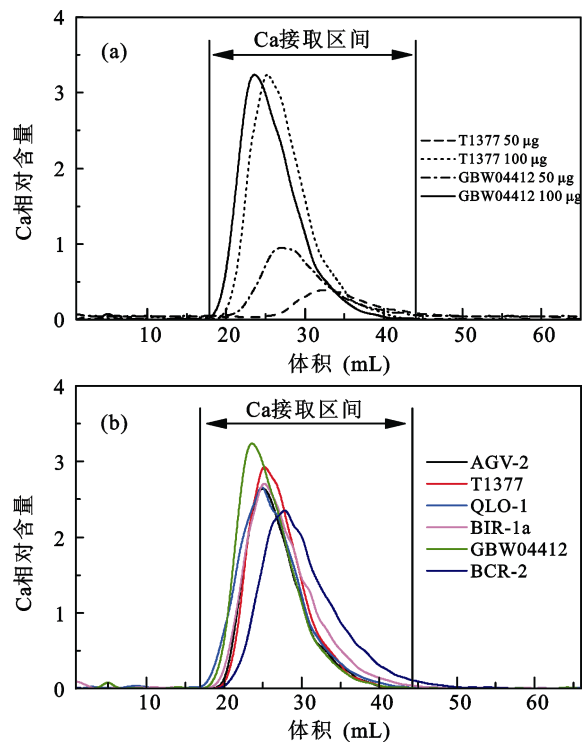 (a)
Ca接取区间
4
3
2
1
0
Ca相对含量
T1377 50 μg
T1377 100 μg
GBW04412 50 μg
GBW04412 100 μg
10 20 30 40 50 60
体积 (mL)
(b)
Ca接取区间
4
3
2
1
0
Ca相对含量
AGV-2
T1377
QLO-1
BIR-1a
GBW04412
BCR-2
10 20 30 40 50 60
体积 (mL)